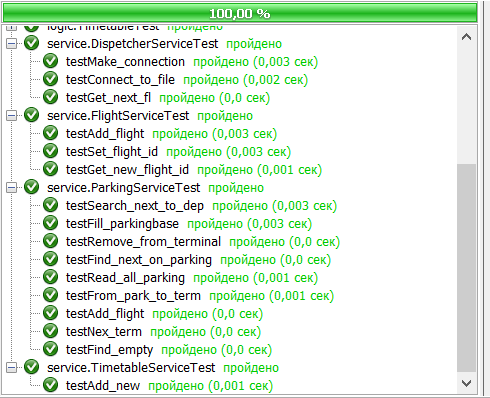 100,00 %
logic.TimetableTest пройдено
service.DispetcherServiceTest пройдено
testMake_connection пройдено (0,003 сек)
testConnect_to_file пройдено (0,002 сек)
testGet_next_fl пройдено (0,0 сек)
service.FlightServiceTest пройдено
testAdd_flight пройдено (0,003 сек)
testSet_flight_id пройдено (0,003 сек)
testGet_new_flight_id пройдено (0,001 сек)
service.ParkingServiceTest пройдено
testSearch_next_to_dep пройдено (0,003 сек)
testFill_parkingbase пройдено (0,003 сек)
testRemove_from_terminal пройдено (0,0 сек)
testFind_next_on_parking пройдено (0,0 сек)
testRead_all_parking пройдено (0,001 сек)
testFrom_park_to_term пройдено (0,001 сек)
testAdd_flight пройдено (0,0 сек)
testNex_term пройдено (0,0 сек)
testFind_empty пройдено (0,0 сек)
service.TimetableServiceTest пройдено
testAdd_new пройдено (0,001 сек)